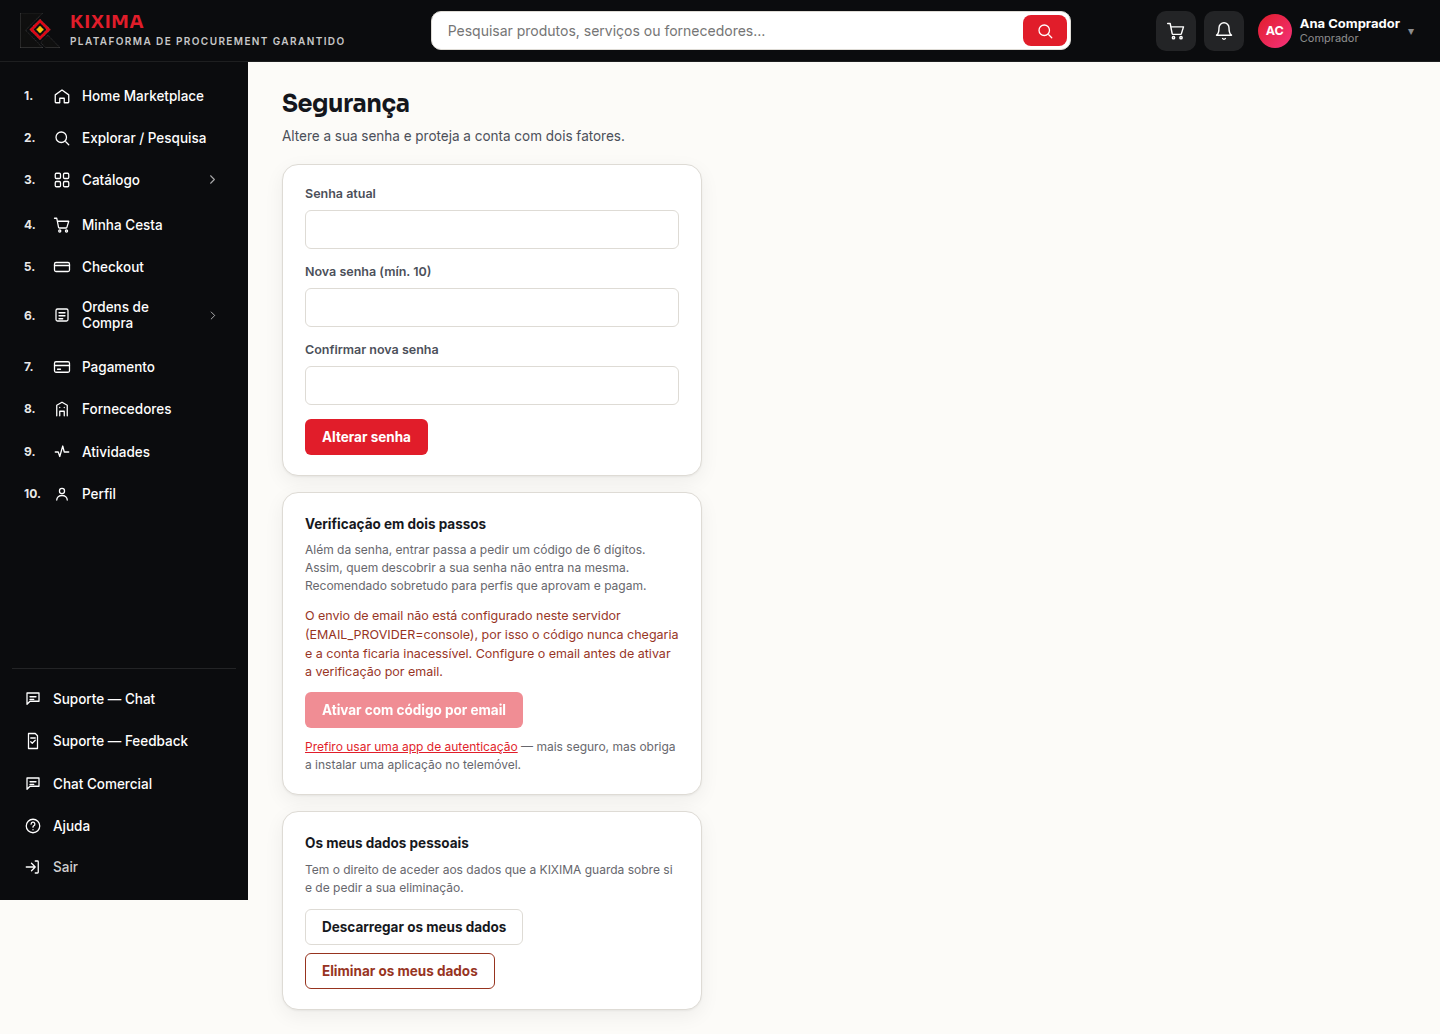 KIXIMA
PLATAFORMA DE PROCUREMENT GARANTIDO
Pesquisar produtos, serviços ou fornecedores...
AC
Ana Comprador
Comprador
1. Home Marketplace
2. Explorar / Pesquisa
3. Catálogo
4. Minha Cesta
5. Checkout
6. Ordens de
Compra
7. Pagamento
8. Fornecedores
9. Atividades
10. Perfil
Suporte — Chat
Suporte — Feedback
Chat Comercial
Ajuda
Sair
Segurança
Altere a sua senha e proteja a conta com dois fatores.
Senha atual
Nova senha (mín. 10)
Confirmar nova senha
Alterar senha
Verificação em dois passos
Além da senha, entrar passa a pedir um código de 6 dígitos.
Assim, quem descobrir a sua senha não entra na mesma.
Recomendado sobretudo para perfis que aprovam e pagam.
O envio de email não está configurado neste servidor
(EMAIL_PROVIDER=console), por isso o código nunca chegaria
e a conta ficaria inacessível. Configure o email antes de ativar
a verificação por email.
Ativar com código por email
Prefiro usar uma app de autenticação — mais seguro, mas obriga
a instalar uma aplicação no telemóvel.
Os meus dados pessoais
Tem o direito de aceder aos dados que a KIXIMA guarda sobre si
e de pedir a sua eliminação.
Descarregar os meus dados
Eliminar os meus dados